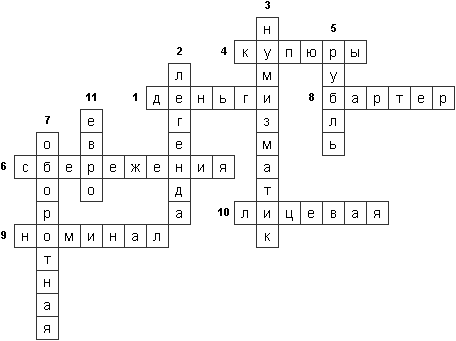 3
5
н
2
4 купюры
11
л м у
1 деньги 8 бартер
7
е г з л
о в е м ь
6 сбережения а
о о д т
р а 10 лицевая
9 номинал к
т
н
а
я